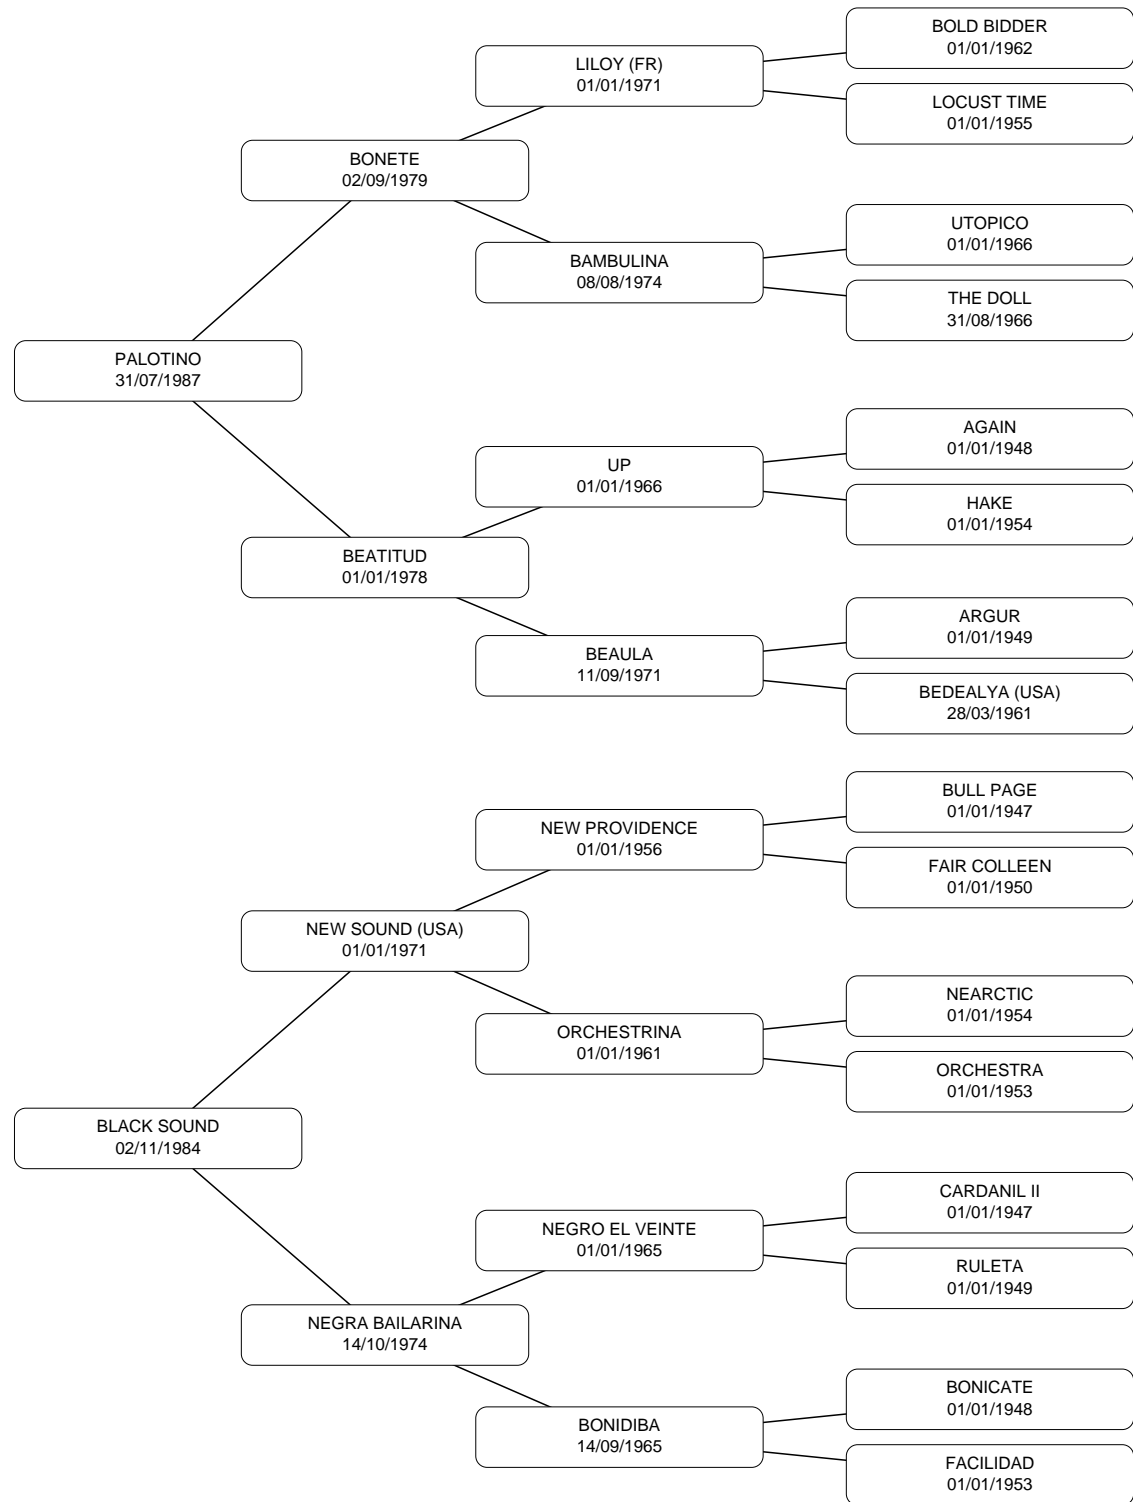 BOLD BIDDER
01/01/1962
LILOY (FR)
01/01/1971
LOCUST TIME
01/01/1955
BONETE
02/09/1979
UTOPICO
01/01/1966
BAMBULINA
08/08/1974
THE DOLL
31/08/1966
PALOTINO
31/07/1987
AGAIN
01/01/1948
UP
01/01/1966
HAKE
01/01/1954
BEATITUD
01/01/1978
ARGUR
01/01/1949
BEAULA
11/09/1971
BEDEALYA (USA)
28/03/1961
BULL PAGE
01/01/1947
NEW PROVIDENCE
01/01/1956
FAIR COLLEEN
01/01/1950
NEW SOUND (USA)
01/01/1971
NEARCTIC
01/01/1954
ORCHESTRINA
01/01/1961
ORCHESTRA
01/01/1953
BLACK SOUND
02/11/1984
CARDANIL II
01/01/1947
NEGRO EL VEINTE
01/01/1965
RULETA
01/01/1949
NEGRA BAILARINA
14/10/1974
BONICATE
01/01/1948
BONIDIBA
14/09/1965
FACILIDAD
01/01/1953